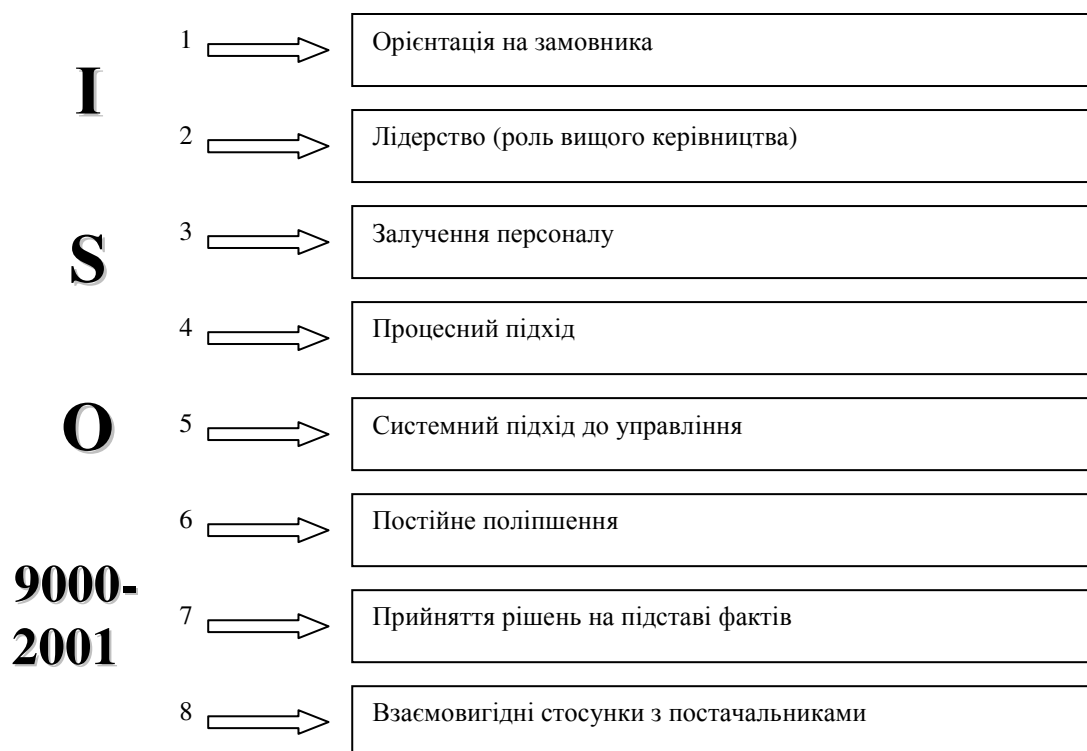 I
S
O
9000-
2001
1 Орієнтація на замовника
2 Лідерство (роль вищого керівництва)
3 Залучення персоналу
4 Процесний підхід
5 Системний підхід до управління
6 Постійне поліпшення
7 Прийняття рішень на підставі фактів
8 Взаємовигідні стосунки з постачальниками